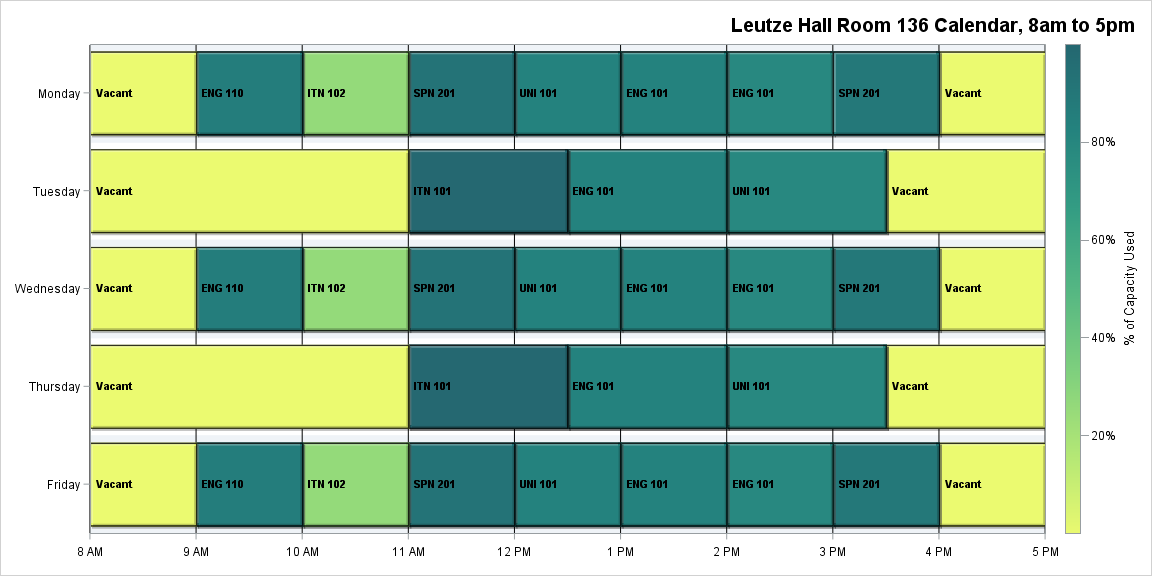 Leutze Hall Room 136 Calendar, 8am to 5pm
Monday
Vacant
ENG 110
ITN 102
SPN 201
UNI 101
ENG 101
ENG 101
SPN 201
Vacant
Tuesday
Vacant
ITN 101
ENG 101
UNI 101
Vacant
Wednesday
Vacant
ENG 110
ITN 102
SPN 201
UNI 101
ENG 101
ENG 101
SPN 201
Vacant
Thursday
Vacant
ITN 101
ENG 101
UNI 101
Vacant
Friday
Vacant
ENG 110
ITN 102
SPN 201
UNI 101
ENG 101
ENG 101
SPN 201
Vacant
8 AM
9 AM
10 AM
11 AM
12 PM
1 PM
2 PM
3 PM
4 PM
5 PM
80%
60%
40%
20%
% of Capacity Used